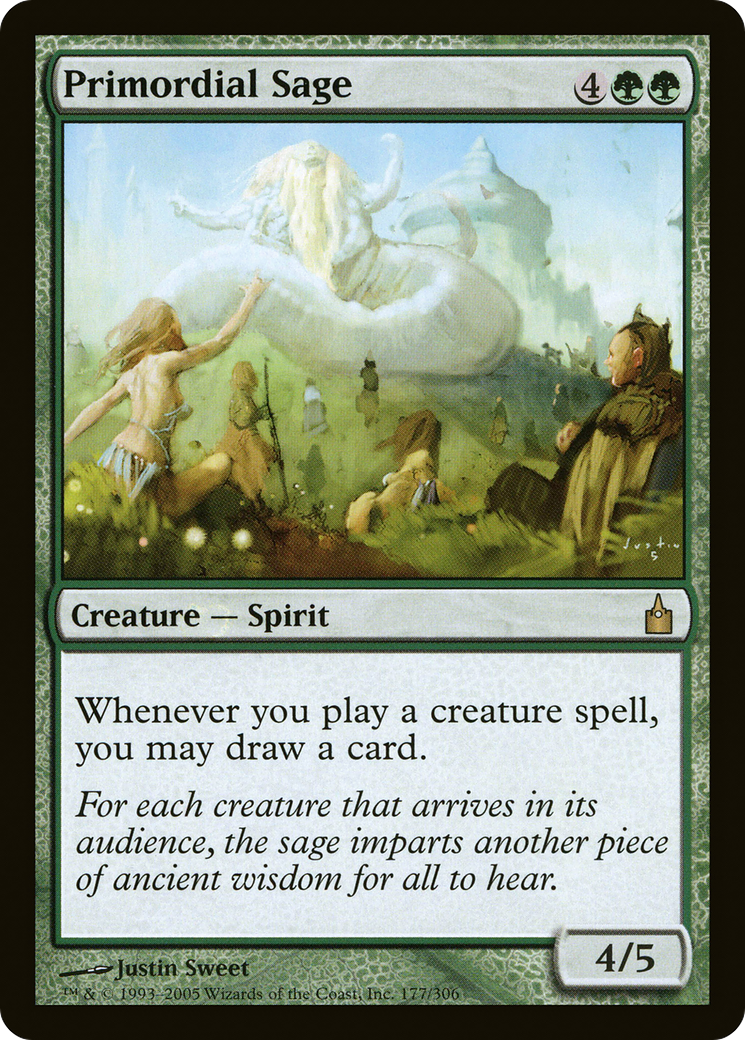 Primordial Sage 4
Justin
5
Creature — Spirit
Whenever you play a creature spell,
you may draw a card.
For each creature that arrives in its
audience, the sage imparts another piece
of ancient wisdom for all to hear.
4/5
Justin Sweet
™ & © 1993–2005 Wizards of the Coast, Inc. 177/306